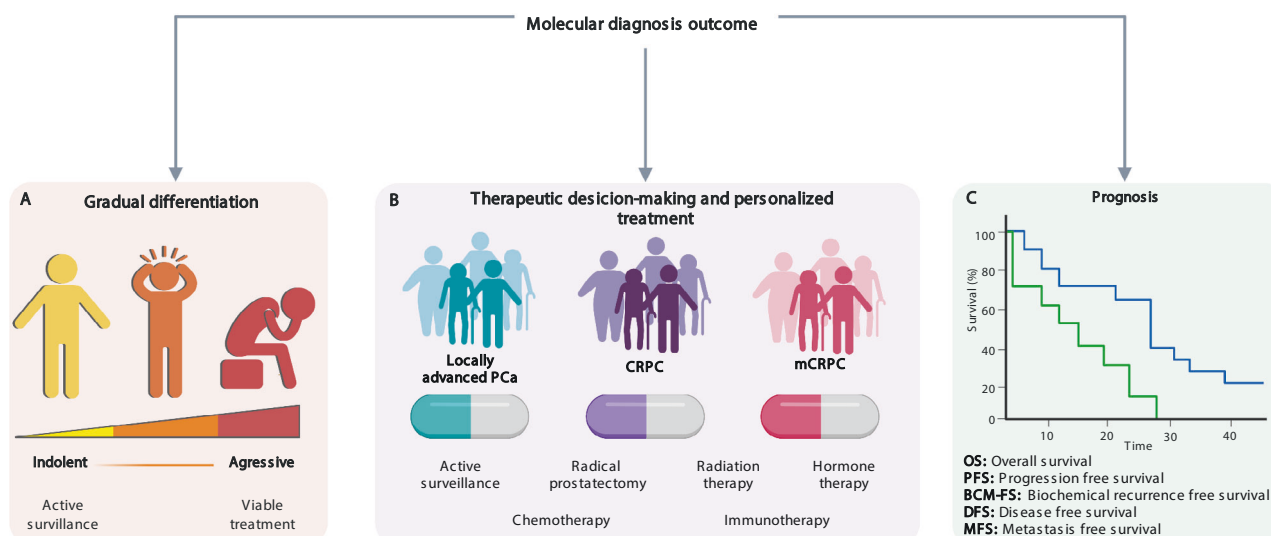 Molecular diagnosis outcome
A
Gradual differentiation
Indolent
Agressive
Active
survillance
Viable
treatment
B
Therapeutic desicion-making and personalized
treatment
Locally
advanced PCa
CRPC
mCRPC
Active
surveillance
Radical
prostatectomy
Radiation
therapy
Hormone
therapy
Chemotherapy
Immunotherapy
C
Prognosis
Survival (%)
100
80
60
40
20
0
10
20
30
40
Time
OS: Overall survival
PFS: Progression free survival
BCM-FS: Biochemical recurrence free survival
DFS: Disease free survival
MFS: Metastasis free survival